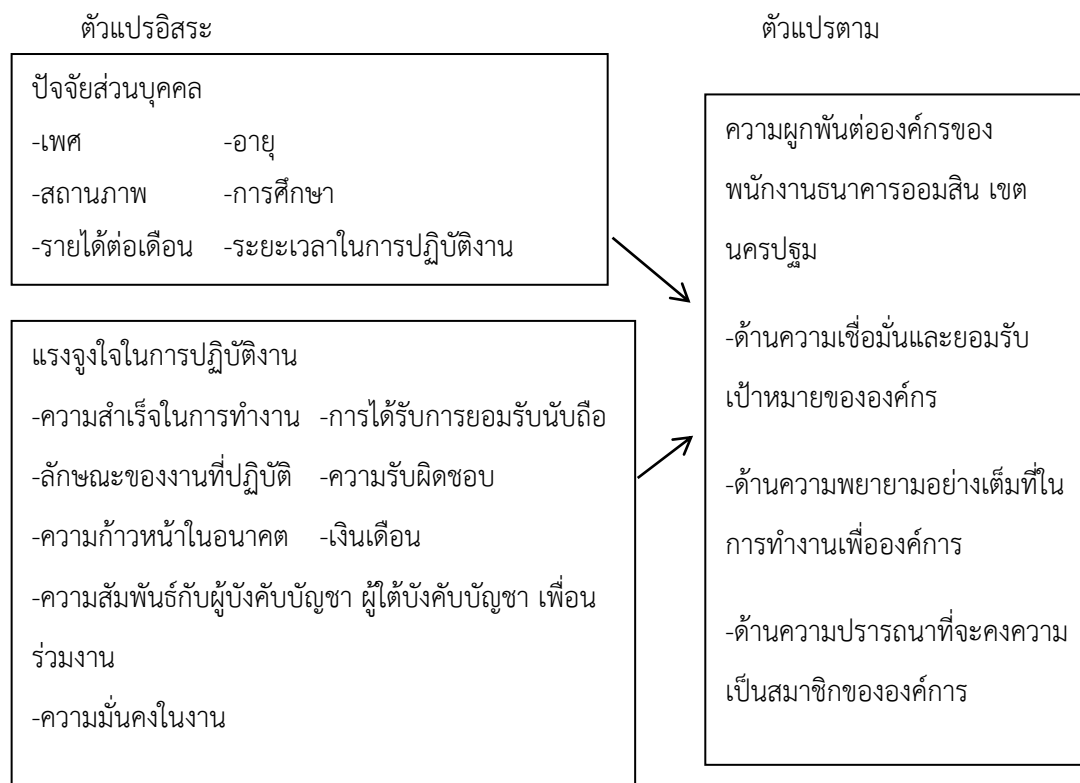 ตัวแปรอิสระ
ปัจจัยส่วนบุคคล
-เพศ -อายุ
-สถานภาพ -การศึกษา
-รายได้ต่อเดือน -ระยะเวลาในการปฏิบัติงาน
แรงจูงใจในการปฏิบัติงาน
-ความสำเร็จในการทำงาน -การได้รับการยอมรับนับถือ
-ลักษณะของงานที่ปฏิบัติ -ความรับผิดชอบ
-ความก้าวหน้าในอนาคต -เงินเดือน
-ความสัมพันธ์กับผู้บังคับบัญชา ผู้ใต้บังคับบัญชา เพื่อน
ร่วมงาน
-ความมั่นคงในงาน
ตัวแปรตาม
ความผูกพันต่อองค์กรของ
พนักงานธนาคารออมสิน เขต
นครปฐม
-ด้านความเชื่อมั่นและยอมรับ
เป้าหมายขององค์กร
-ด้านความพยายามอย่างเต็มที่ใน
การทำงานเพื่อองค์การ
-ด้านความปรารถนาที่จะคงความ
เป็นสมาชิกขององค์การ